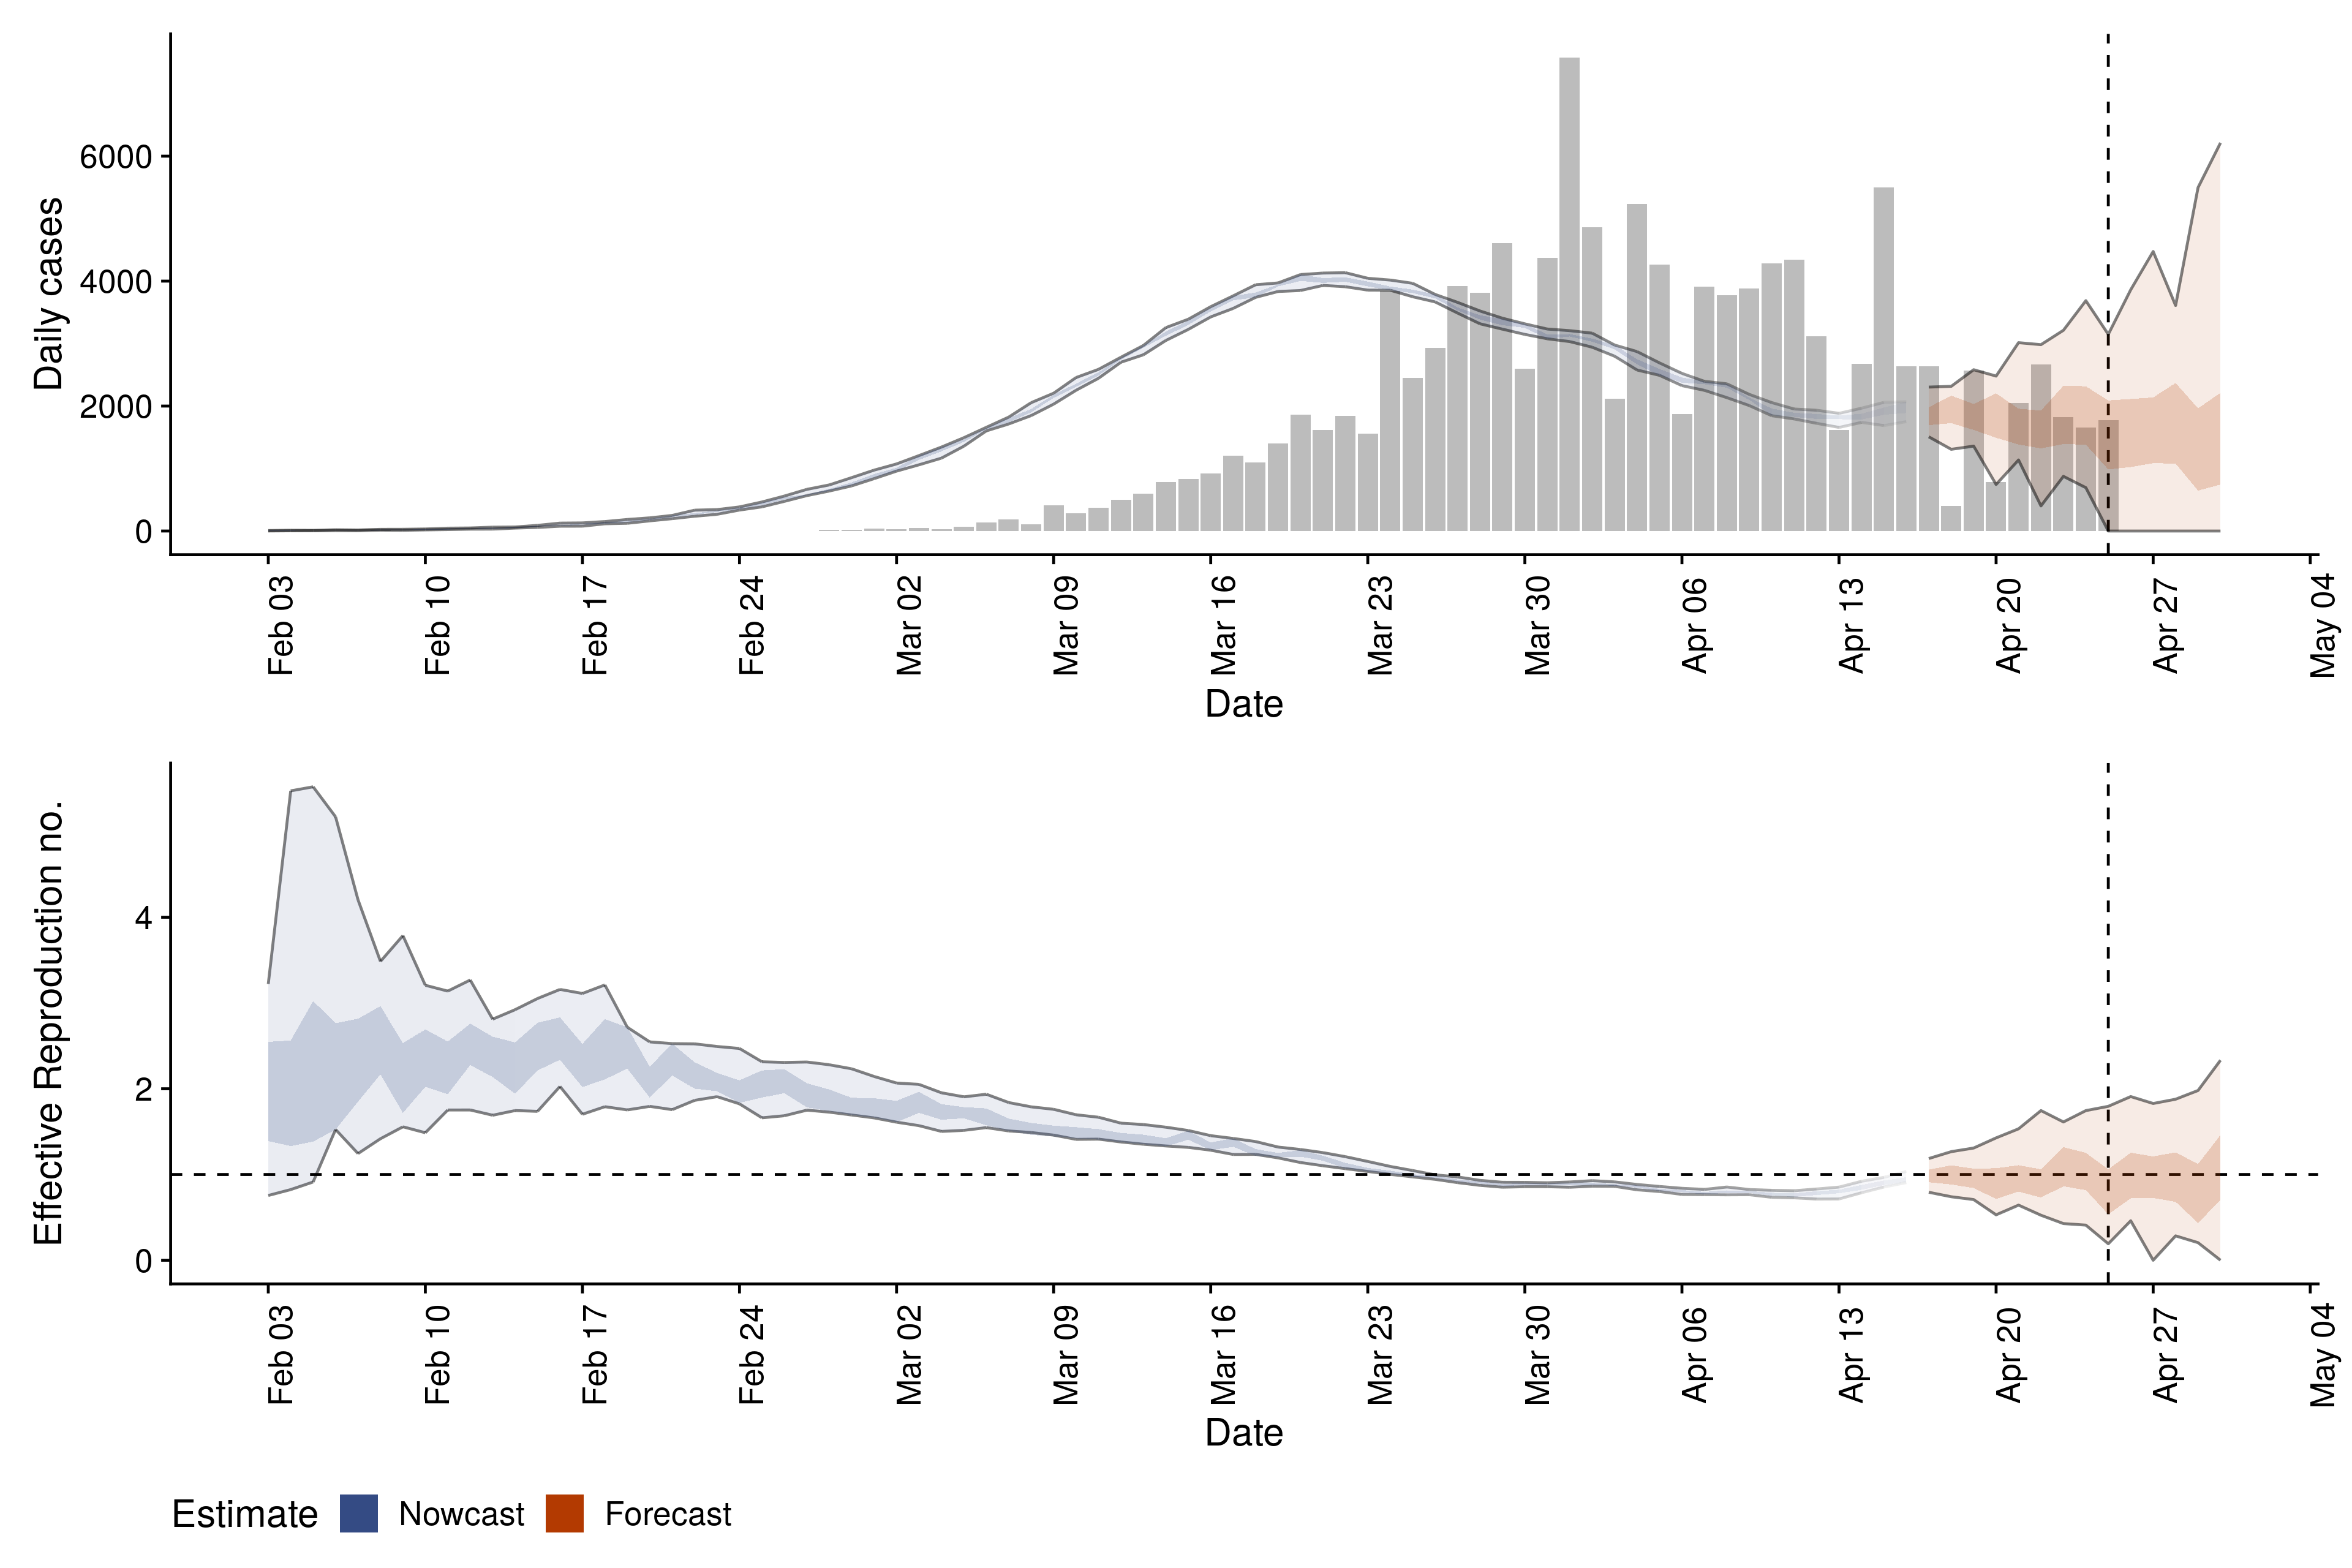 Daily cases
6000
4000
2000
0
Feb 03
Feb 10
Feb 17
Feb 24
Mar 02
Mar 09
Mar 16
Mar 23
Mar 30
Apr 06
Apr 13
Apr 20
Apr 27
May 04
Date
Effective Reproduction no.
4
2
0
Feb 03
Feb 10
Feb 17
Feb 24
Mar 02
Mar 09
Mar 16
Mar 23
Mar 30
Apr 06
Apr 13
Apr 20
Apr 27
May 04
Date
Estimate Nowcast Forecast